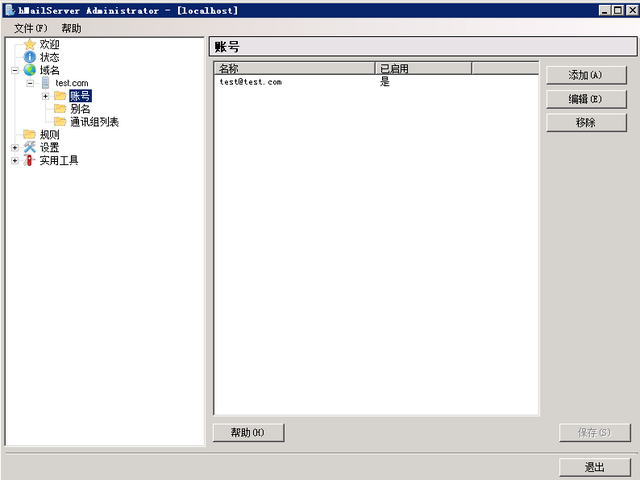 hMailServer Administrator - [localhost]
文件(F) 帮助
欢迎
状态
域名
test.com
账号
别名
通讯组列表
规则
设置
实用工具
账号
名称 已启用
test@test.com 是
添加(A)
编辑(E)
移除
帮助(H)
保存(S)
退出